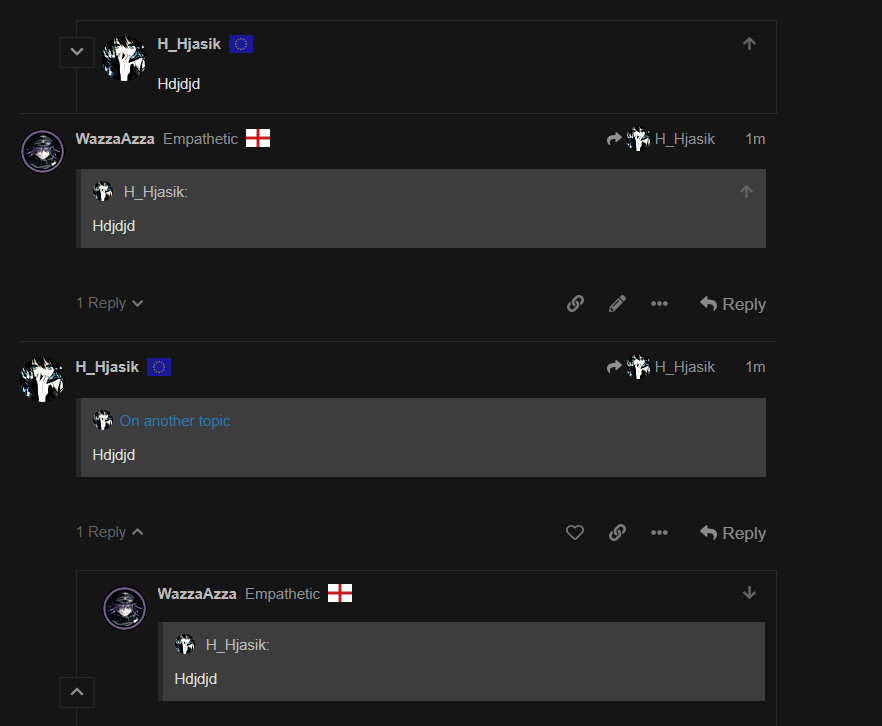 H_Hjasik
Hdjdjd
WazzaAzza Empathetic H_Hjasik 1m
H_Hjasik:
Hdjdjd
1 Reply Reply
H_Hjasik H_Hjasik 1m
On another topic
Hdjdjd
1 Reply Reply
WazzaAzza Empathetic
H_Hjasik:
Hdjdjd